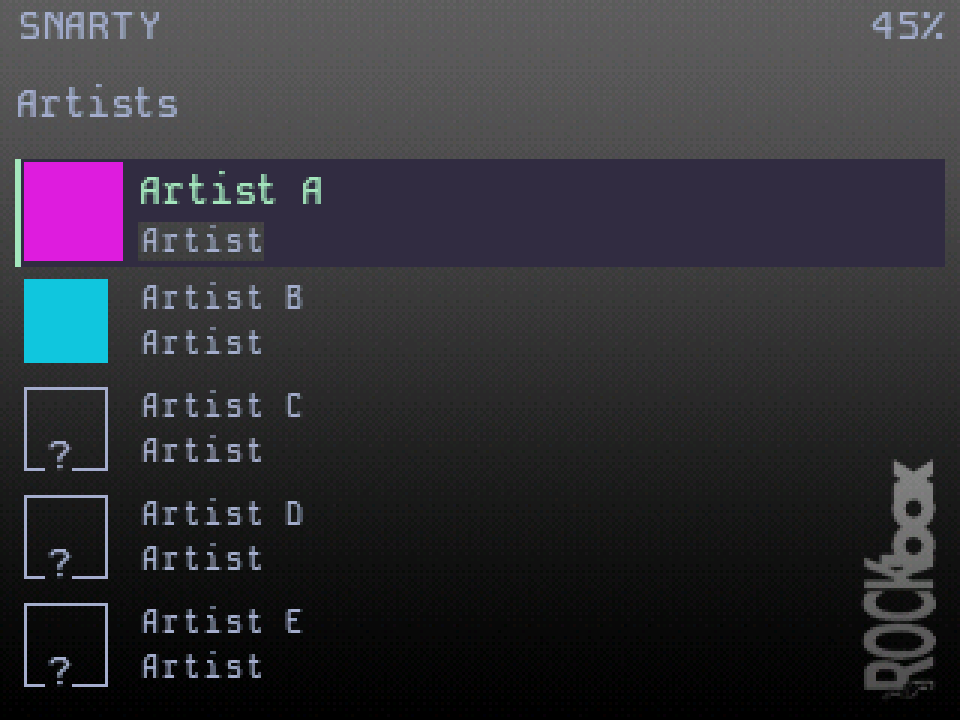 SNARTY 45%
Artists
Artist A
Artist
Artist B
Artist
Artist C
Artist
?
Artist D
Artist
?
Artist E
Artist
?
ROCKbox